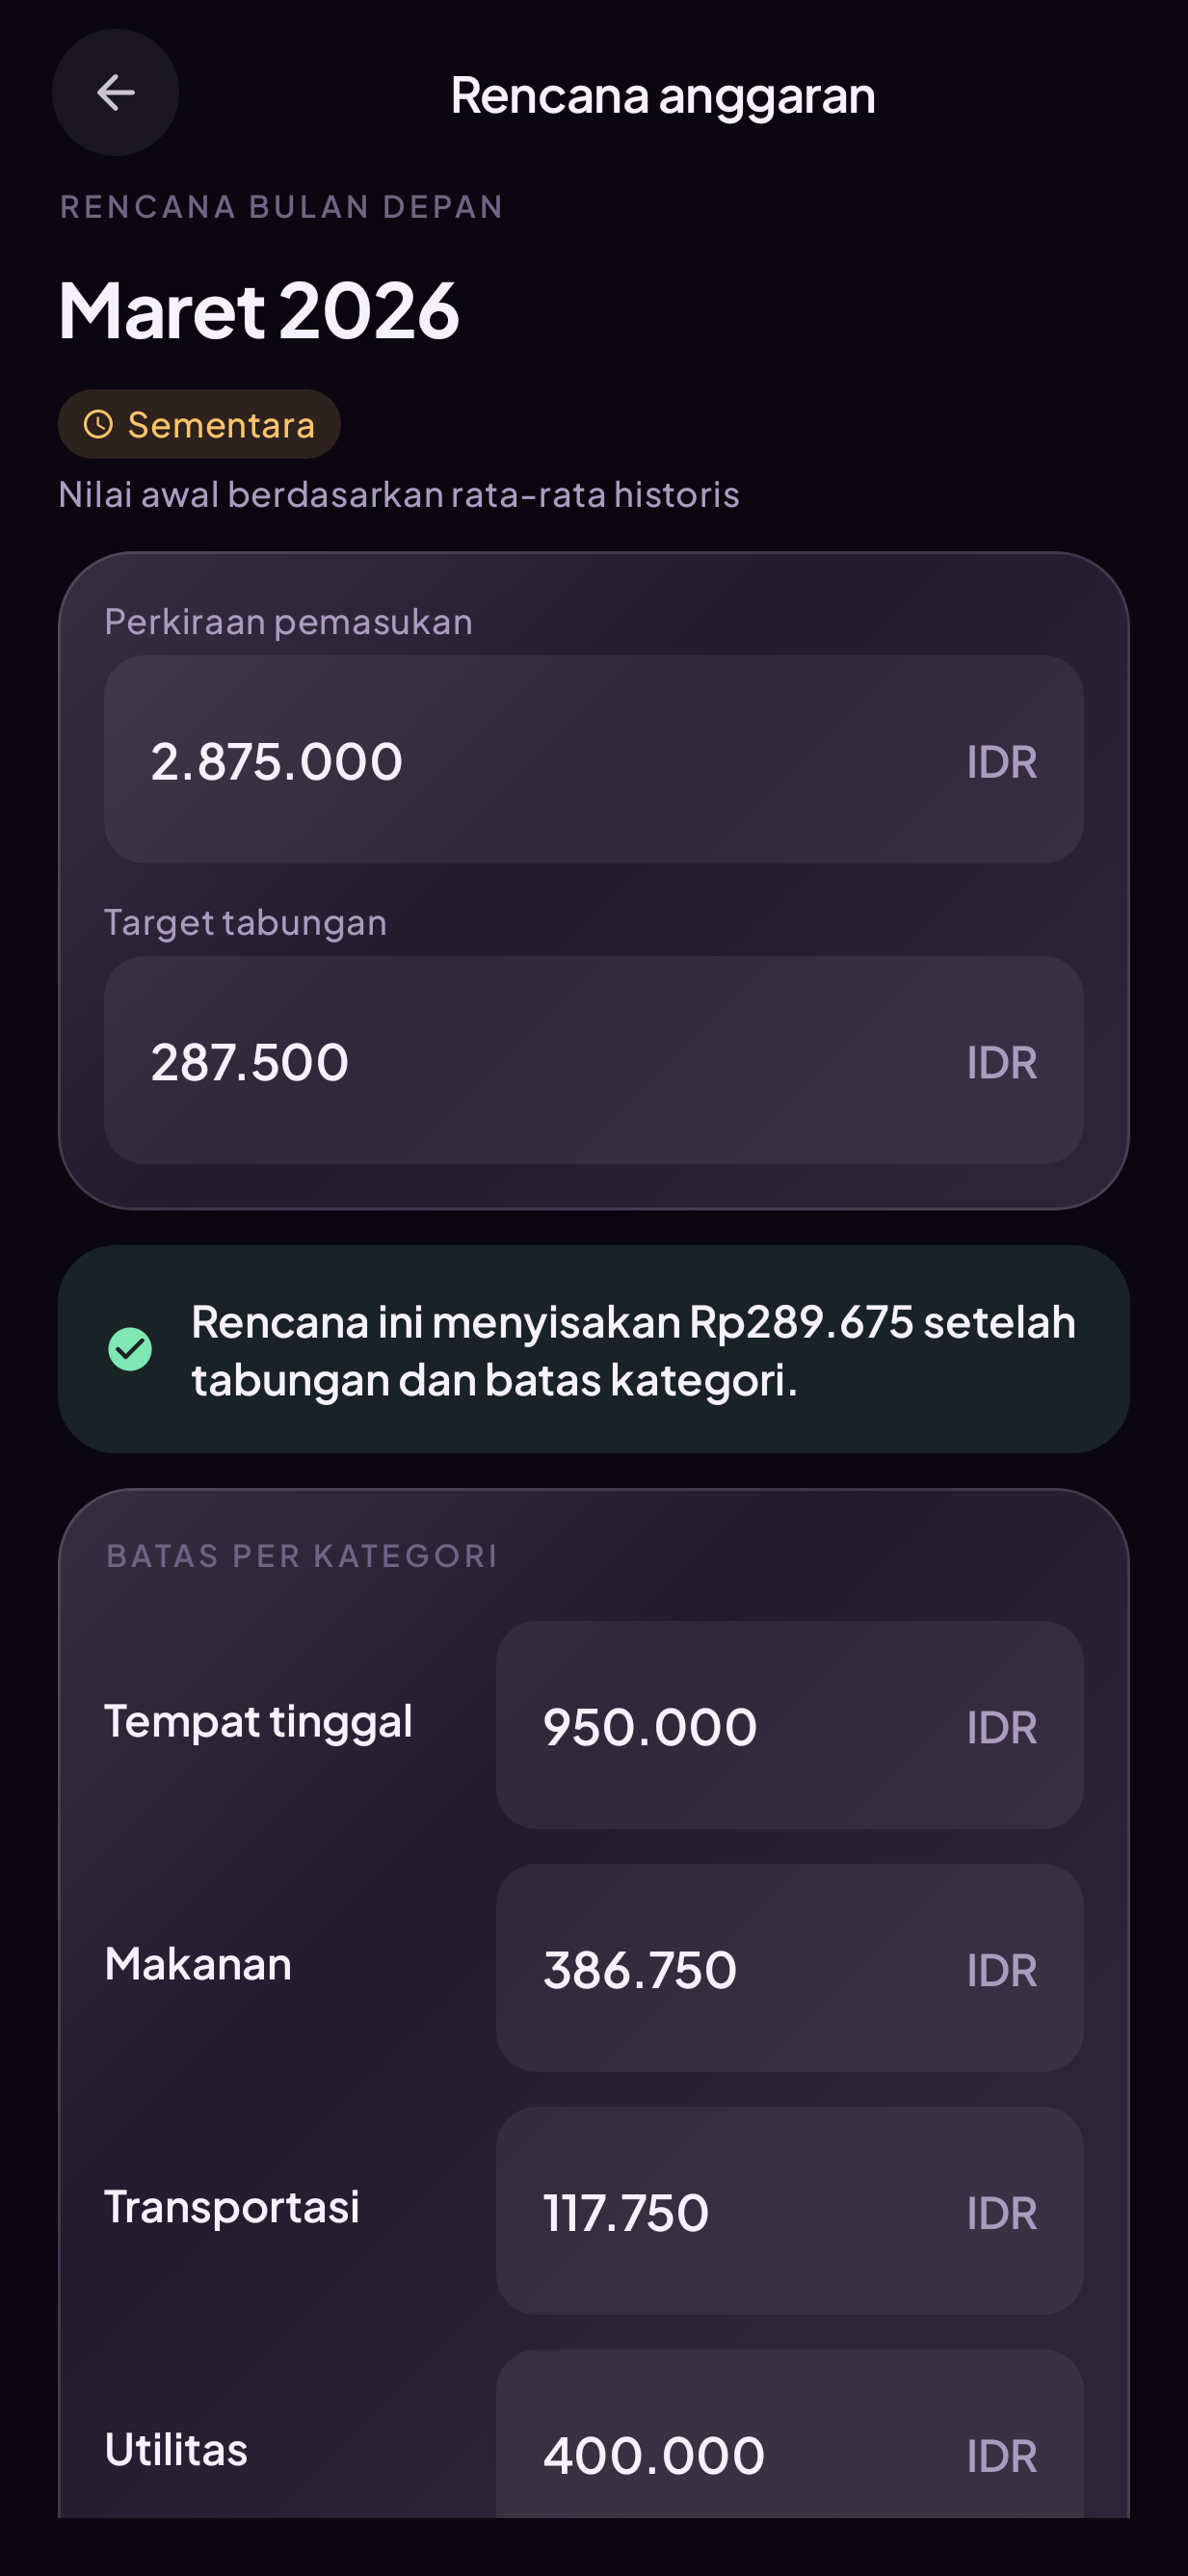 Rencana anggaran
RENCANA BULAN DEPAN
Maret 2026
Sementara
Nilai awal berdasarkan rata-rata historis
Perkiraan pemasukan
2.875.000 IDR
Target tabungan
287.500 IDR
Rencana ini menyisakan Rp289.675 setelah
tabungan dan batas kategori.
BATAS PER KATEGORI
Tempat tinggal 950.000 IDR
Makanan 386.750 IDR
Transportasi 117.750 IDR
Utilitas 400.000 IDR